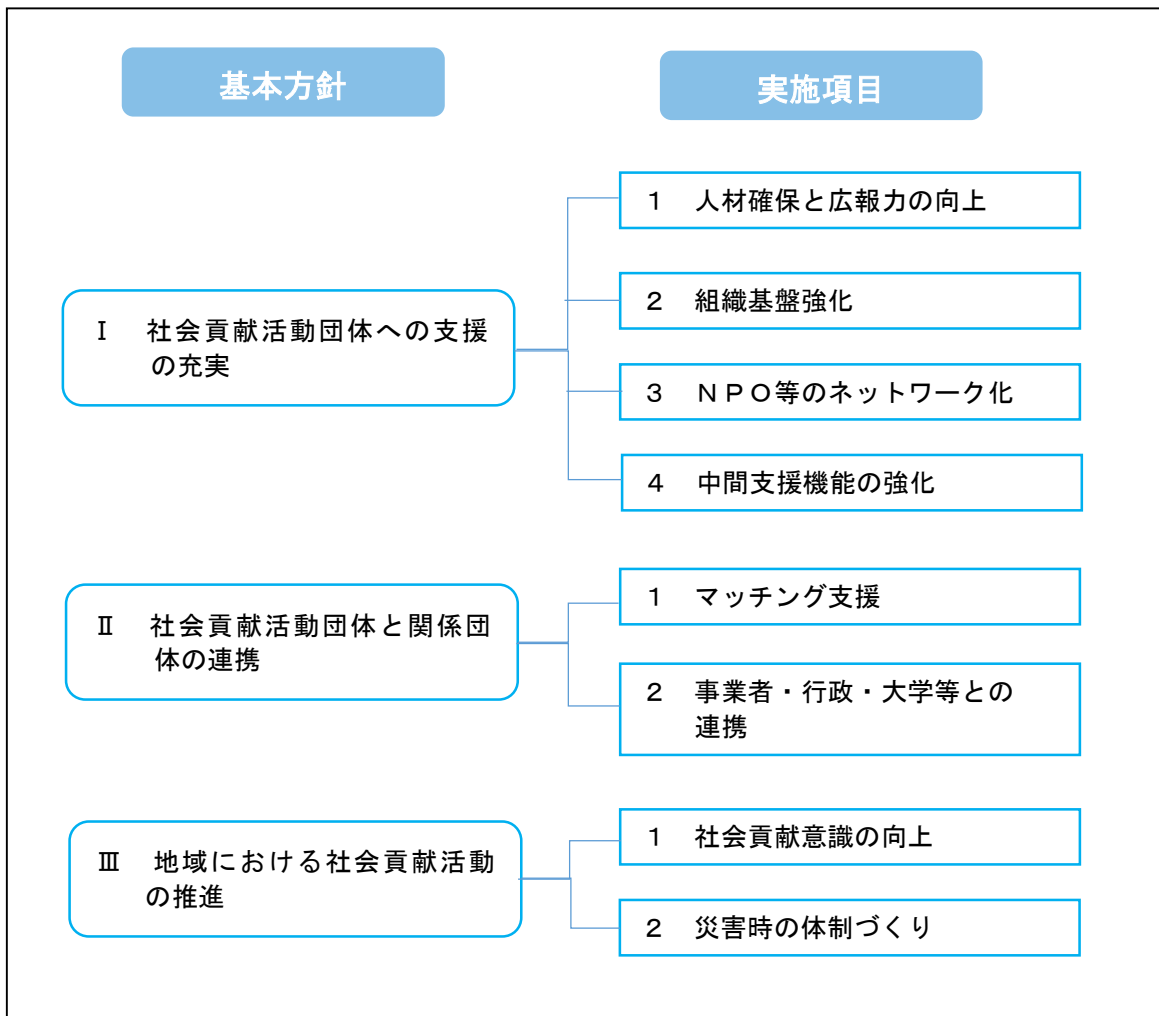 基本方針
実施項目
Ⅰ 社会貢献活動団体への支援
の充実
1 人材確保と広報力の向上
2 組織基盤強化
3 ＮＰＯ等のネットワーク化
4 中間支援機能の強化
Ⅱ 社会貢献活動団体と関係団
体の連携
1 マッチング支援
2 事業者・行政・大学等との
連携
Ⅲ 地域における社会貢献活動
の推進
1 社会貢献意識の向上
2 災害時の体制づくり